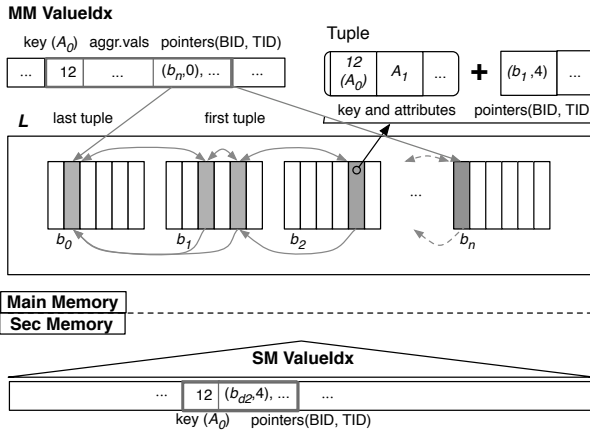 MM ValueIdx
key (A0) aggr.vals pointers(BID, TID)
... 12 ... (bn,0), ... ...
Tuple
12 (A0) A1 ... + (b1,4) ...
key and attributes pointers(BID, TID
L last tuple first tuple
...
b0 b1 b2 bn
Main Memory
Sec Memory
SM ValueIdx
... 12 (bd2,4), ... ...
key (A0) pointers(BID, TID)